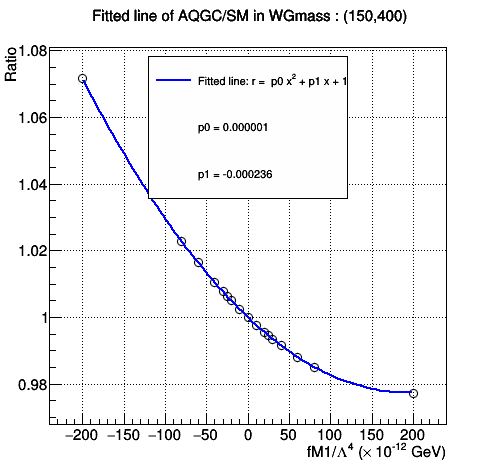 Fitted line of AQGC/SM in WGmass : (150,400)
Ratio
1.08
1.06
1.04
1.02
1
0.98
Fitted line: r = p0 x² + p1 x + 1
p0 = 0.000001
p1 = -0.000236
−200 −150 −100 −50 0 50 100 150 200
fM1/Λ⁴ (× 10⁻¹² GeV)